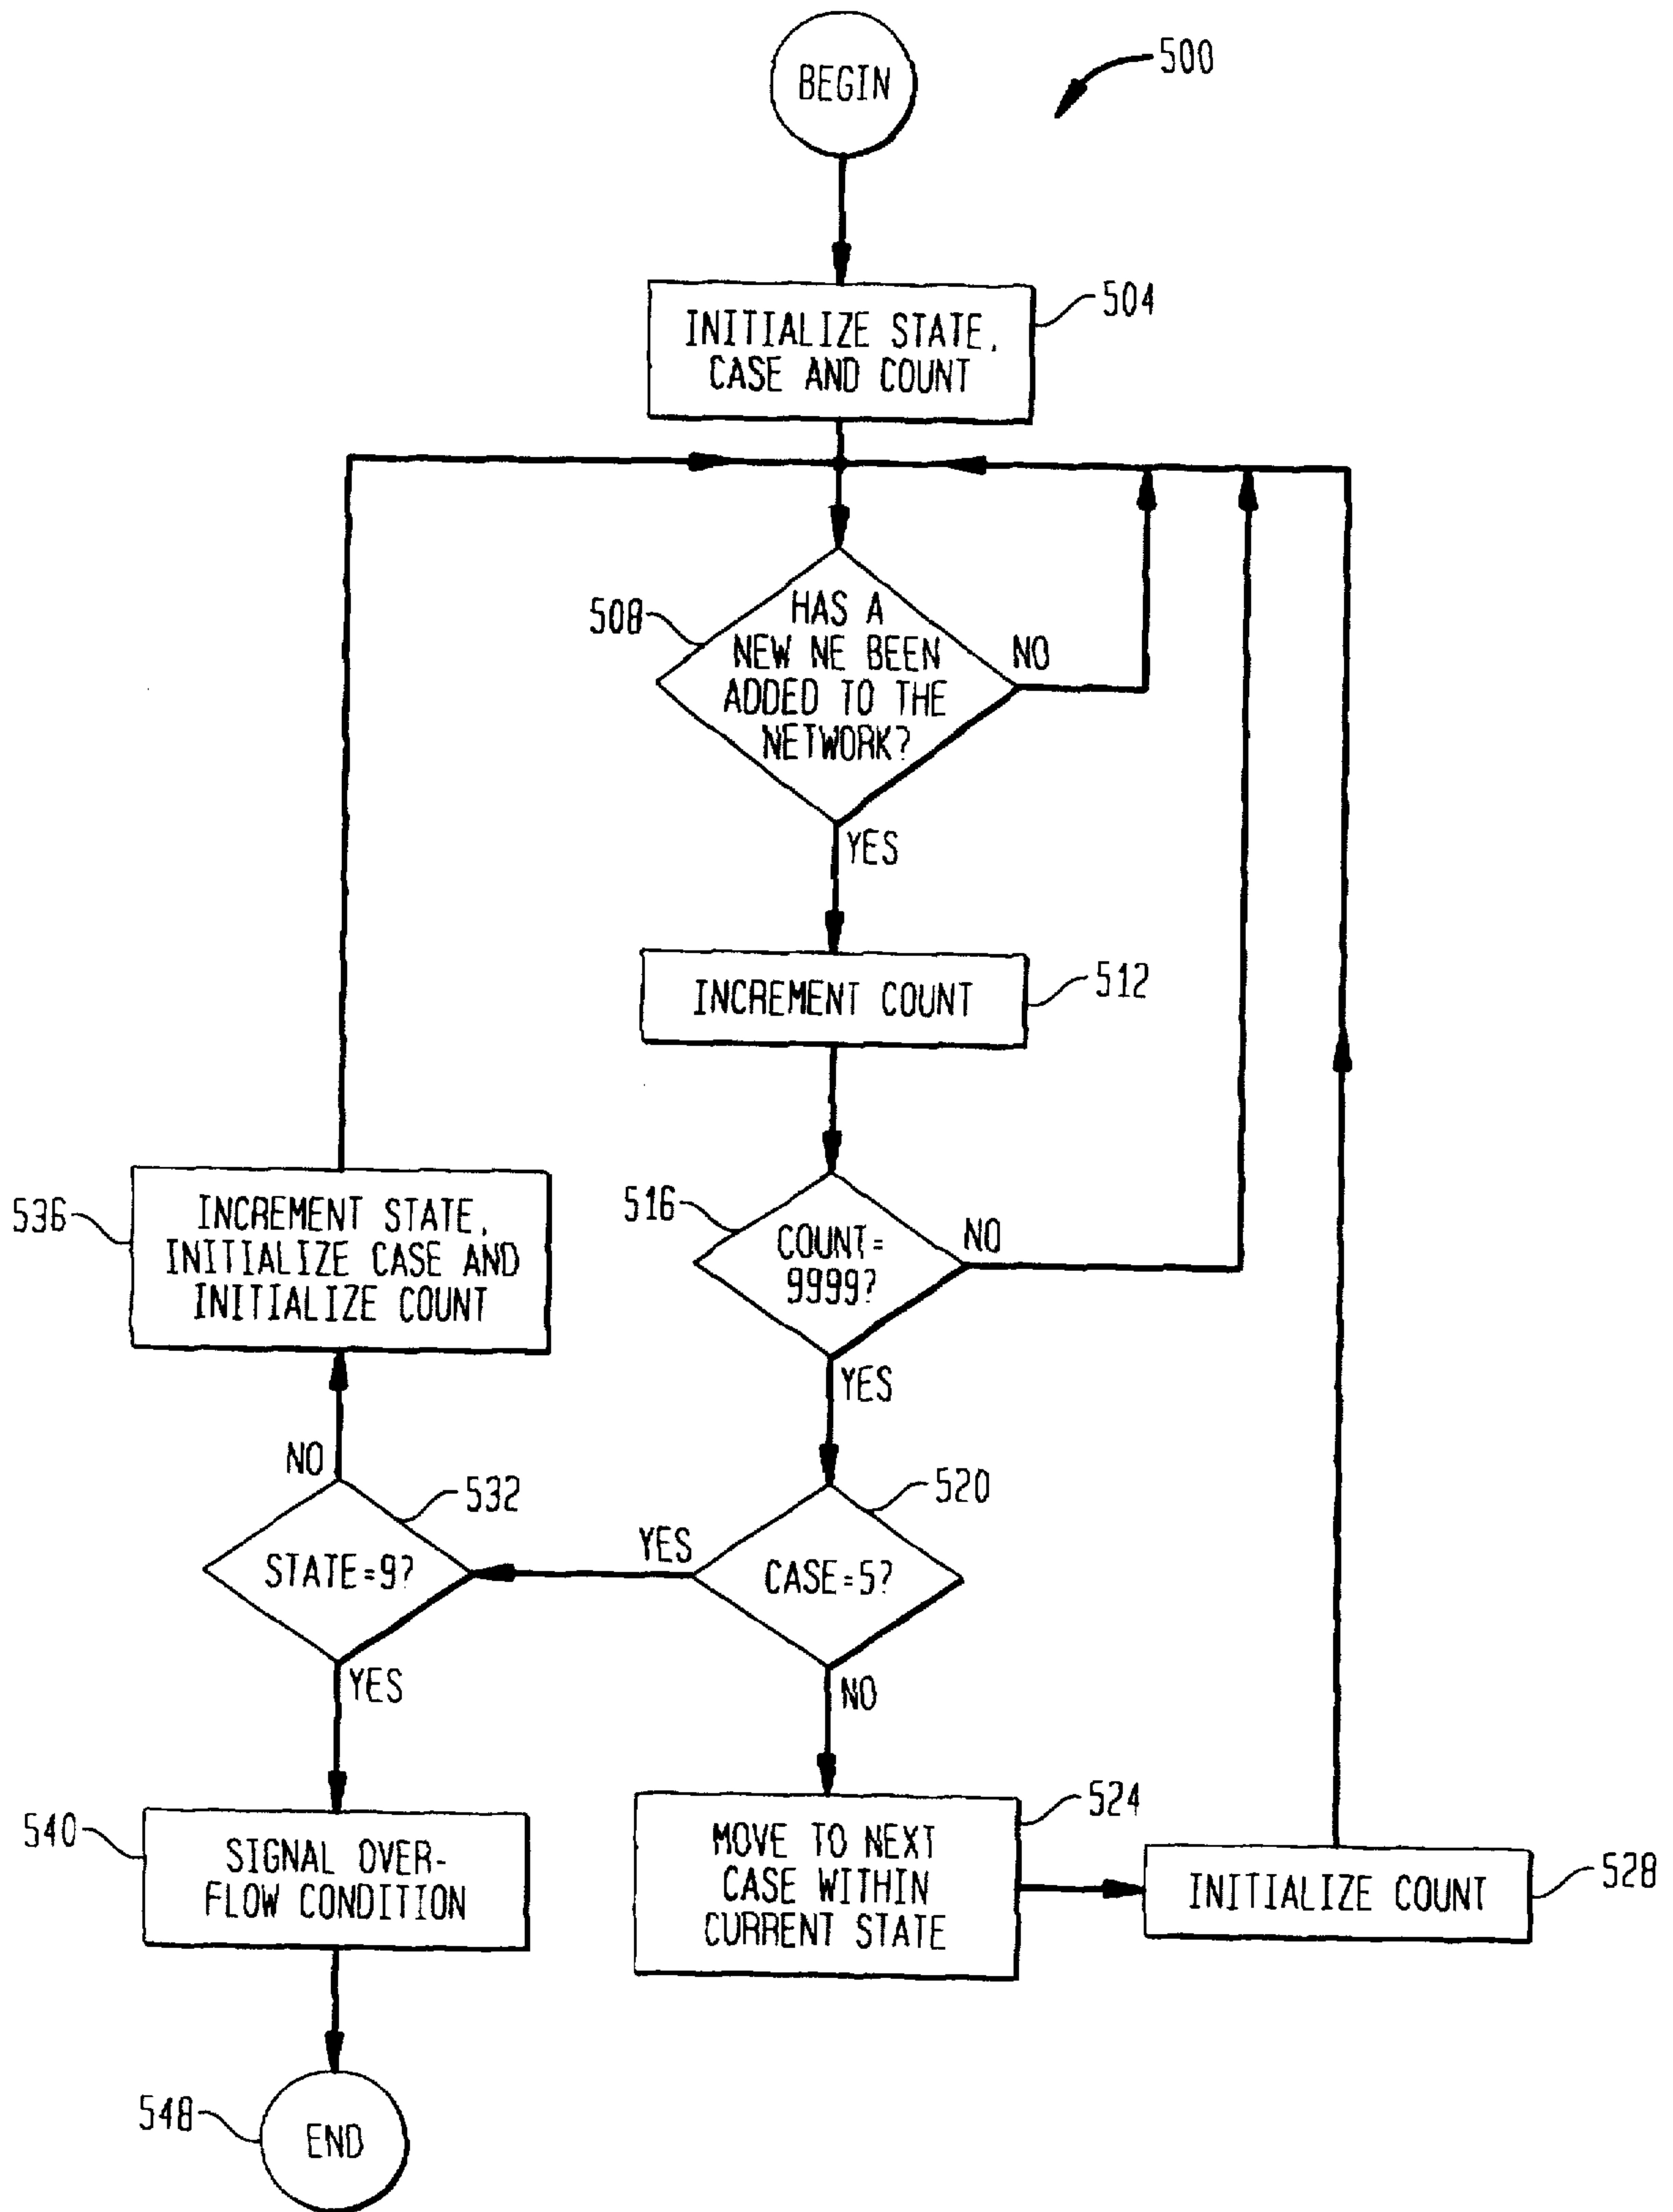 BEGIN
500
504
INITIALIZE STATE,
CASE AND COUNT
508
HAS A
NEW NE BEEN
ADDED TO THE
NETWORK?
NO
YES
512
INCREMENT COUNT
516
COUNT=
9999?
NO
YES
536
INCREMENT STATE,
INITIALIZE CASE AND
INITIALIZE COUNT
NO
532
STATE=9?
YES
520
CASE=5?
YES
NO
540
SIGNAL OVER-
FLOW CONDITION
524
MOVE TO NEXT
CASE WITHIN
CURRENT STATE
528
INITIALIZE COUNT
548
END